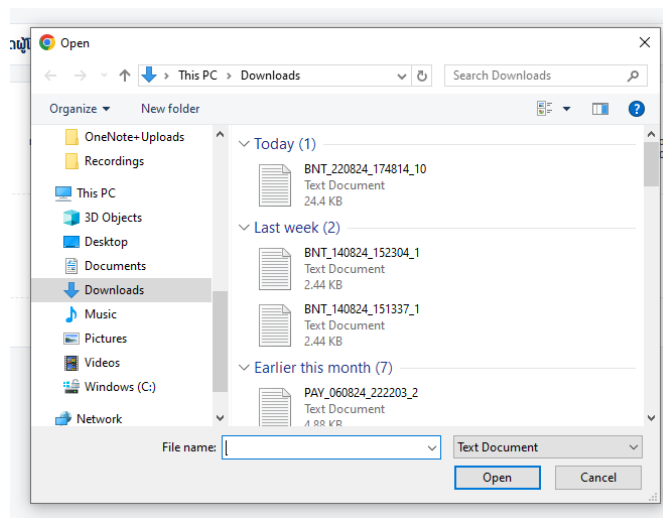 Open
This PC > Downloads
Search Downloads
Organize
New folder
OneNote+Uploads
Recordings
This PC
3D Objects
Desktop
Documents
Downloads
Music
Pictures
Videos
Windows (C:)
Network
Today (1)
BNT_220824_174814_10
Text Document
24.4 KB
Last week (2)
BNT_140824_152304_1
Text Document
2.44 KB
BNT_140824_151337_1
Text Document
2.44 KB
Earlier this month (7)
PAY_060824_222203_2
Text Document
4.88 KB
File name:
Text Document
Open
Cancel